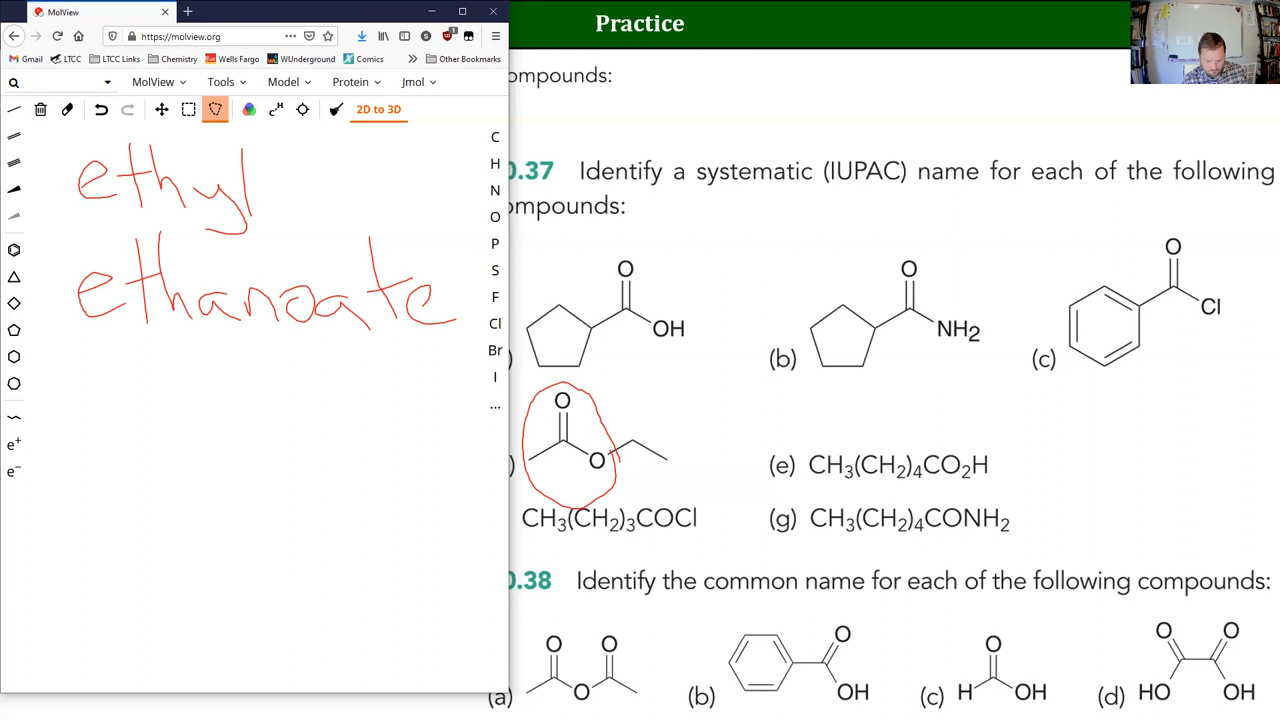 MolView
https://molview.org
Gmail LTCC LTCC Links Chemistry Wells Fargo WUnderground Comics Other Bookmarks
MolView Tools Model Protein Jmol
2D to 3D
C
H
N
O
P
S
F
Cl
Br
I
...
e+
e−
ethyl
ethanoate
Practice
ompounds:
0.37 Identify a systematic (IUPAC) name for each of the following
ompounds:
O OH
(b) O NH2
(c) O Cl
O O
(e) CH3(CH2)4CO2H
CH3(CH2)3COCl
(g) CH3(CH2)4CONH2
0.38 Identify the common name for each of the following compounds:
(a) O O O
(b) O OH
(c) O H OH
(d) O O HO OH